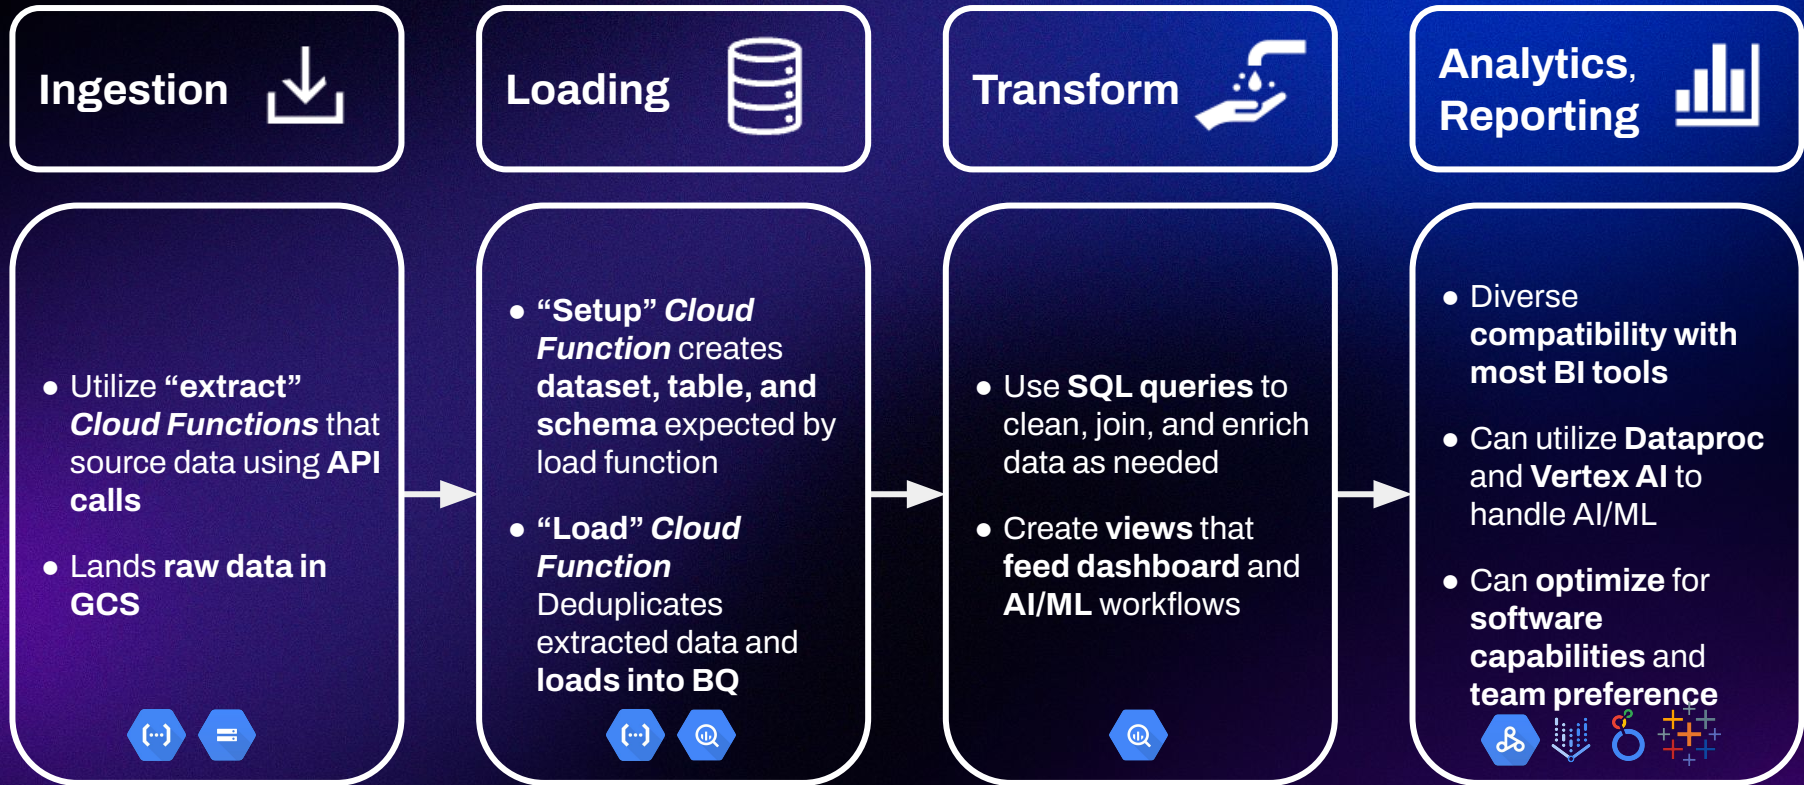 Ingestion
Loading
Transform
Analytics,
Reporting
● Utilize “extract”
Cloud Functions that
source data using API
calls
● Lands raw data in
GCS
● “Setup” Cloud
Function creates
dataset, table, and
schema expected by
load function
● “Load” Cloud
Function
Deduplicates
extracted data and
loads into BQ
● Use SQL queries to
clean, join, and enrich
data as needed
● Create views that
feed dashboard and
AI/ML workflows
● Diverse
compatibility with
most BI tools
● Can utilize Dataproc
and Vertex AI to
handle AI/ML
● Can optimize for
software
capabilities and
team preference